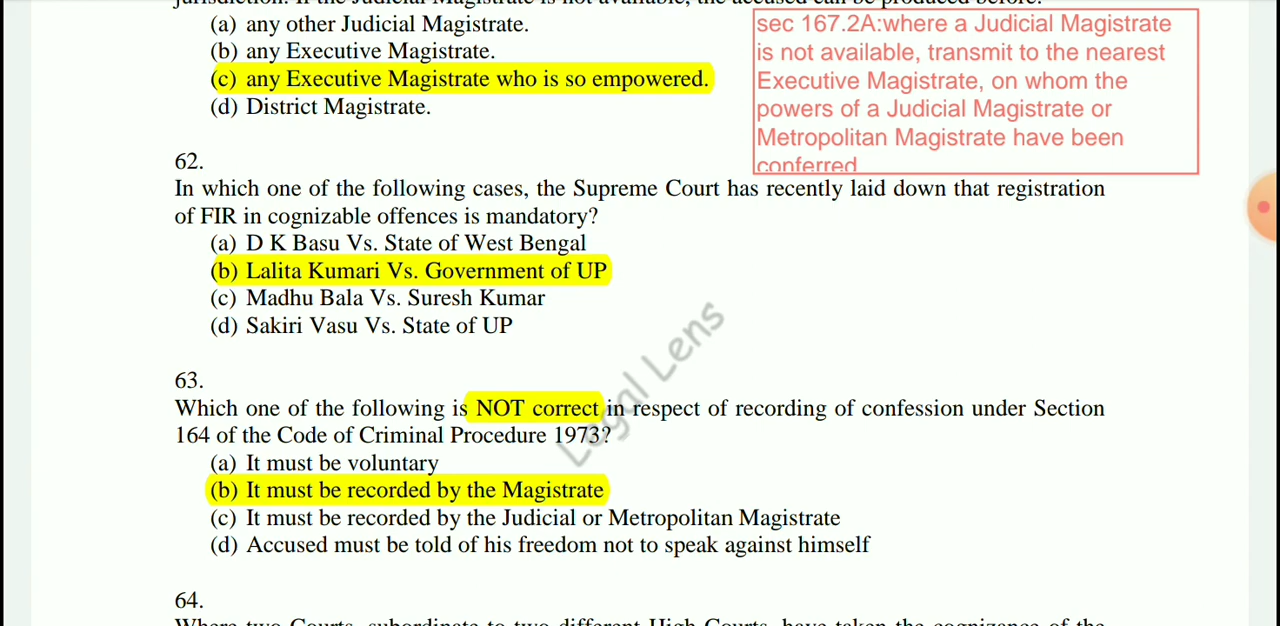 (a) any other Judicial Magistrate.
(b) any Executive Magistrate.
(c) any Executive Magistrate who is so empowered.
(d) District Magistrate.
sec 167.2A:where a Judicial Magistrate
is not available, transmit to the nearest
Executive Magistrate, on whom the
powers of a Judicial Magistrate or
Metropolitan Magistrate have been
conferred
62.
In which one of the following cases, the Supreme Court has recently laid down that registration
of FIR in cognizable offences is mandatory?
(a) D K Basu Vs. State of West Bengal
(b) Lalita Kumari Vs. Government of UP
(c) Madhu Bala Vs. Suresh Kumar
(d) Sakiri Vasu Vs. State of UP
Legal Lens
63.
Which one of the following is NOT correct in respect of recording of confession under Section
164 of the Code of Criminal Procedure 1973?
(a) It must be voluntary
(b) It must be recorded by the Magistrate
(c) It must be recorded by the Judicial or Metropolitan Magistrate
(d) Accused must be told of his freedom not to speak against himself
64.